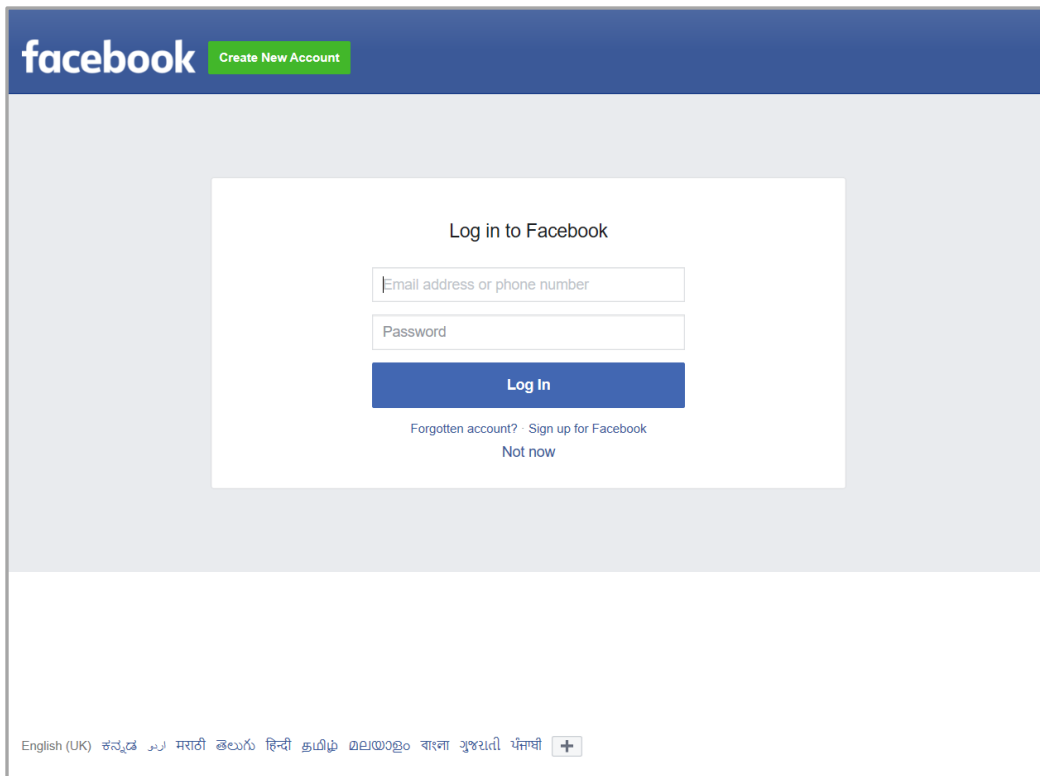 facebook Create New Account
Log in to Facebook
Email address or phone number
Password
Log In
Forgotten account? · Sign up for Facebook
Not now
English (UK) ಕನ್ನಡ اردو मराठी తెలుగు हिन्दी தமிழ் മലയാളം বাংলা ગુજરાતી ਪੰਜਾਬੀ +